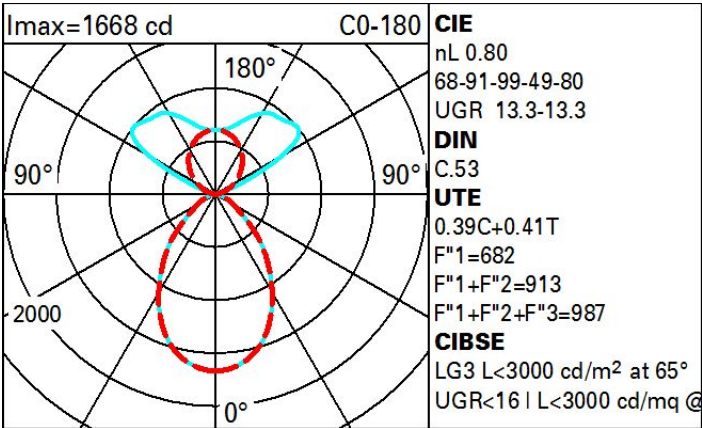 Imax=1668 cd
C0-180
180°
90°
90°
2000
0°
CIE
nL 0.80
68-91-99-49-80
UGR 13.3-13.3
DIN
C.53
UTE
0.39C+0.41T
F"1=682
F"1+F"2=913
F"1+F"2+F"3=987
CIBSE
LG3 L<3000 cd/m² at 65°
UGR<16 | L<3000 cd/mq @